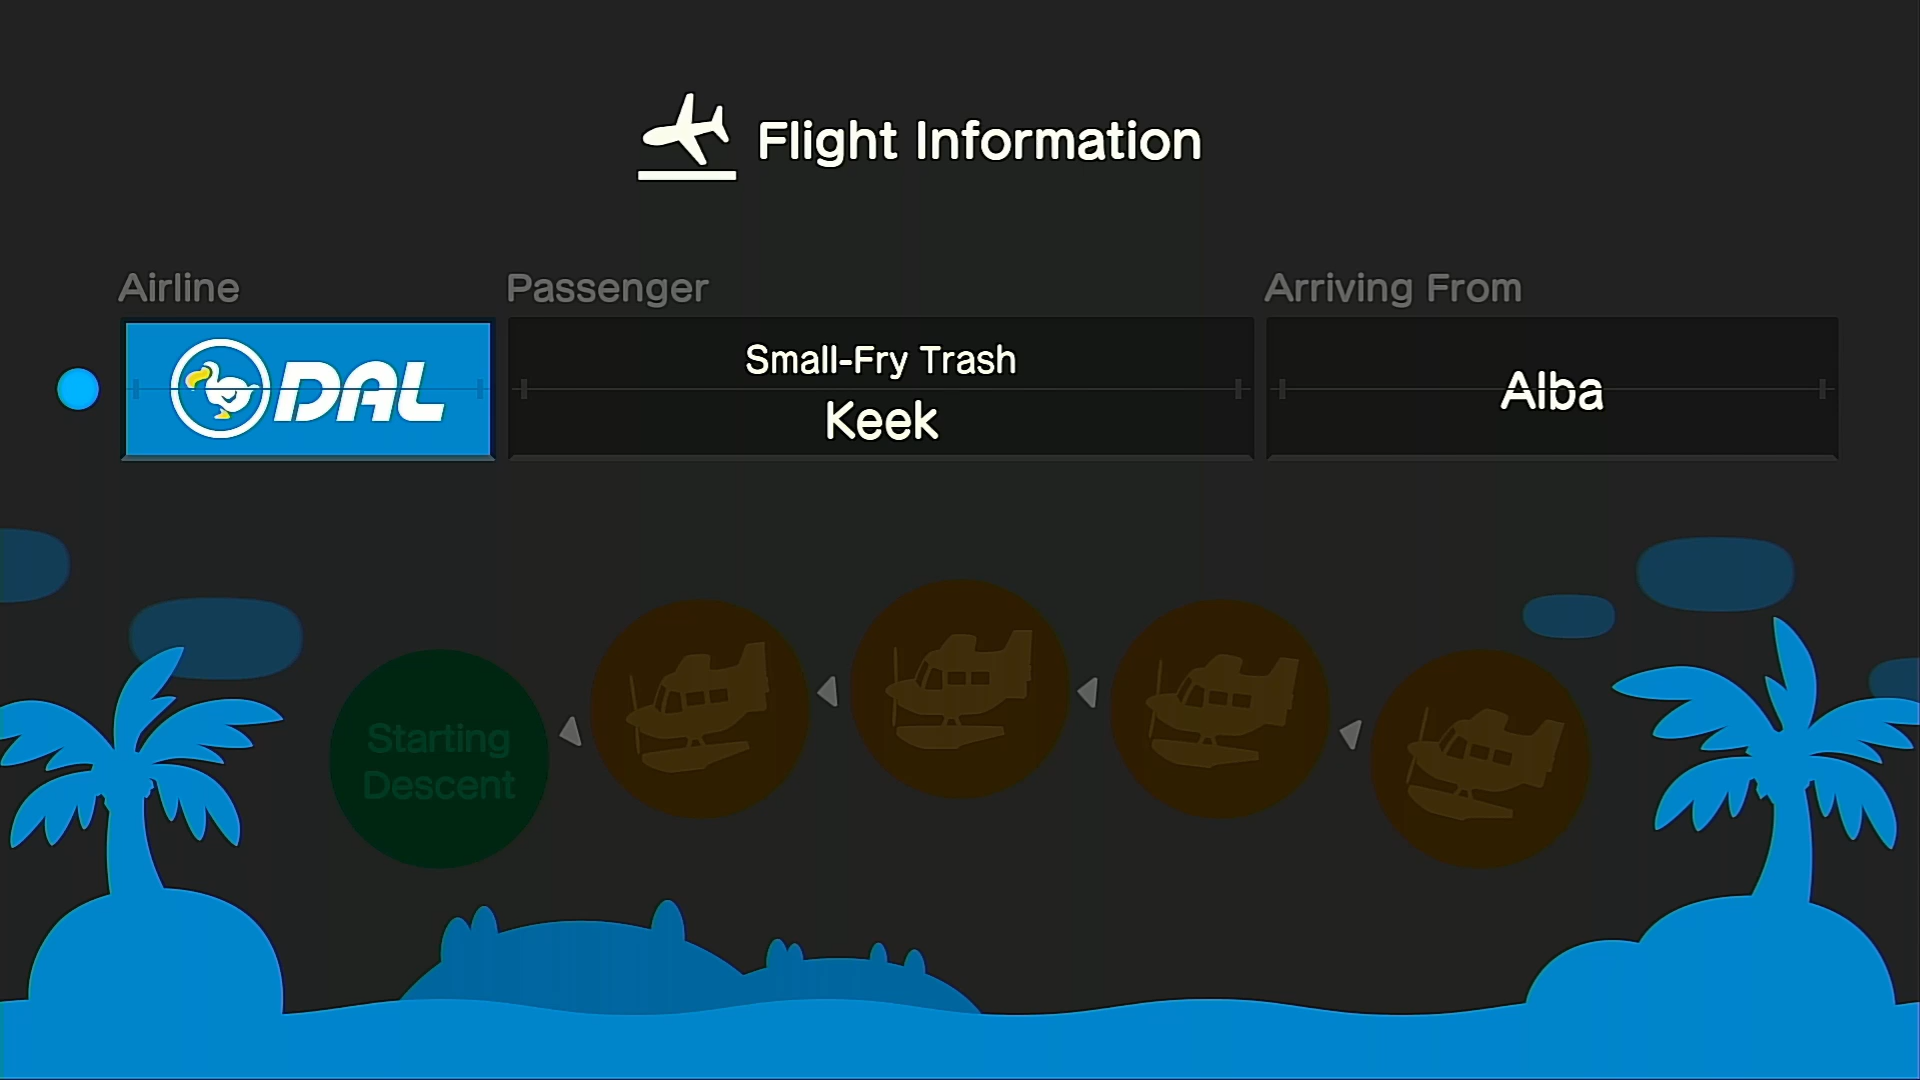 Flight Information
Airline
Passenger
Arriving From
DAL
Small-Fry Trash
Keek
Alba
Starting
Descent